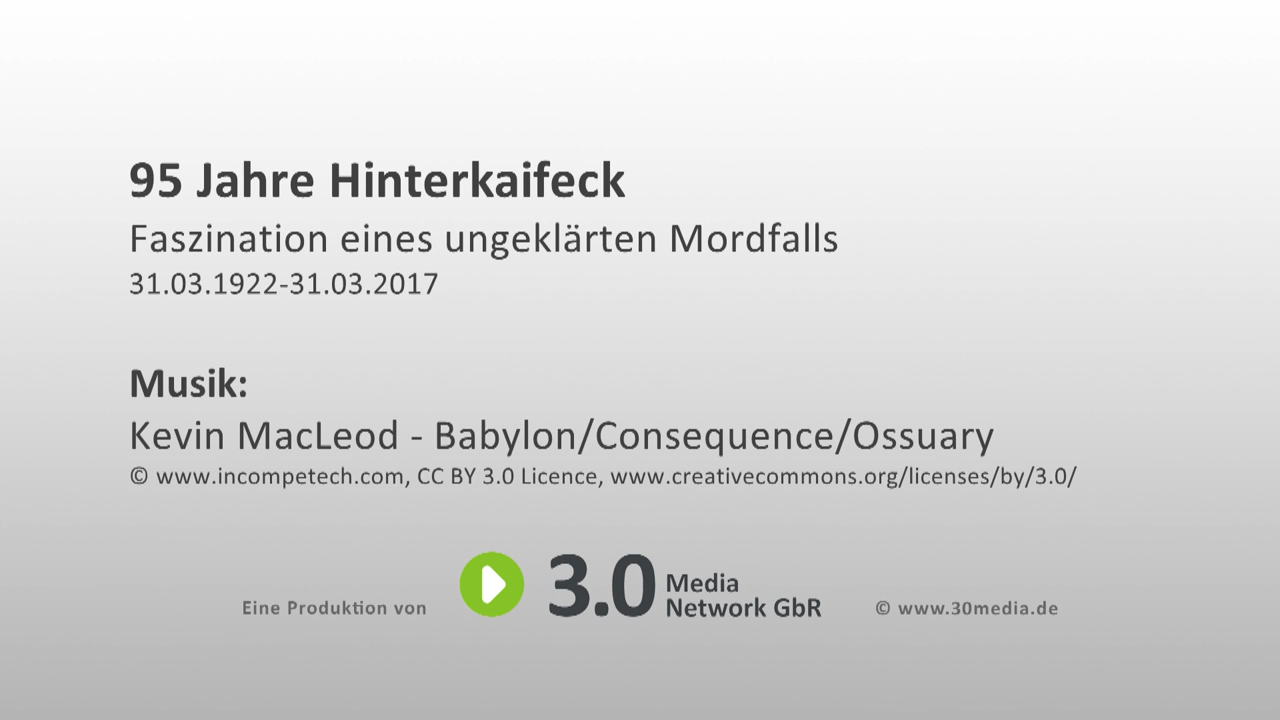 95 Jahre Hinterkaifeck
Faszination eines ungeklärten Mordfalls
31.03.1922-31.03.2017
Musik:
Kevin MacLeod - Babylon/Consequence/Ossuary
© www.incompetech.com, CC BY 3.0 Licence, www.creativecommons.org/licenses/by/3.0/
Eine Produktion von
3.0 Media
Network GbR
© www.30media.de